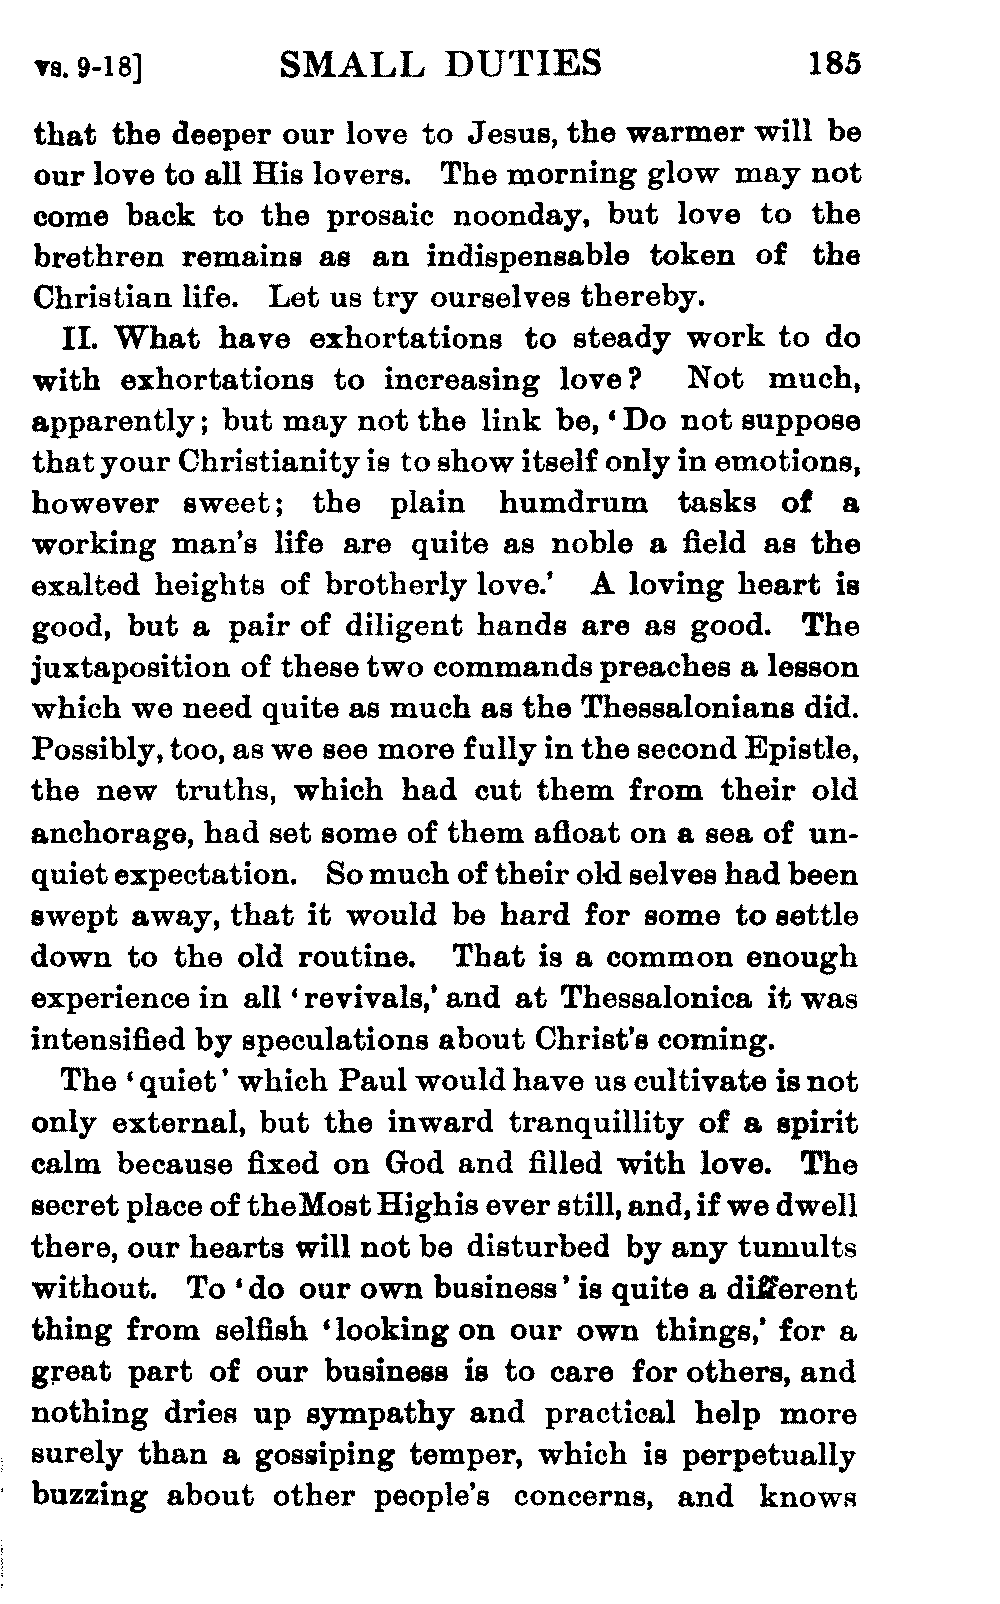 vs. 9-18] SMALL DUTIES 185
that the deeper our love to Jesus, the warmer will be
our love to all His lovers. The morning glow may not
come back to the prosaic noonday, but love to the
brethren remains as an indispensable token of the
Christian life. Let us try ourselves thereby.
II. What have exhortations to steady work to do
with exhortations to increasing love? Not much,
apparently; but may not the link be, ‘Do not suppose
that your Christianity is to show itself only in emotions,
however sweet; the plain humdrum tasks of a
working man's life are quite as noble a field as the
exalted heights of brotherly love.’ A loving heart is
good, but a pair of diligent hands are as good. The
juxtaposition of these two commands preaches a lesson
which we need quite as much as the Thessalonians did.
Possibly, too, as we see more fully in the second Epistle,
the new truths, which had cut them from their old
anchorage, had set some of them afloat on a sea of un-
quiet expectation. So much of their old selves had been
swept away, that it would be hard for some to settle
down to the old routine. That is a common enough
experience in all ‘revivals,’ and at Thessalonica it was
intensified by speculations about Christ's coming.
The ‘quiet’ which Paul would have us cultivate is not
only external, but the inward tranquillity of a spirit
calm because fixed on God and filled with love. The
secret place of the Most High is ever still, and, if we dwell
there, our hearts will not be disturbed by any tumults
without. To ‘do our own business’ is quite a different
thing from selfish ‘looking on our own things,’ for a
great part of our business is to care for others, and
nothing dries up sympathy and practical help more
surely than a gossiping temper, which is perpetually
buzzing about other people's concerns, and knows